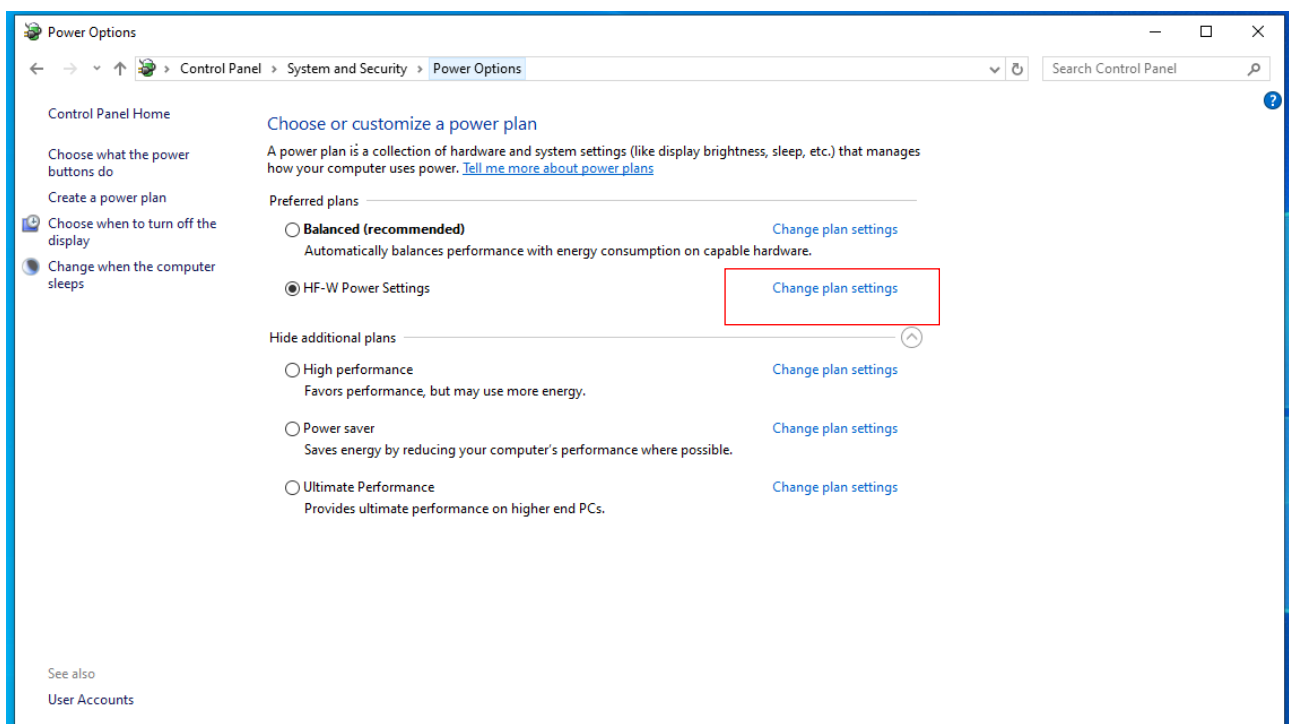 Power Options
Control Panel > System and Security > Power Options
Search Control Panel
Control Panel Home
Choose what the power
buttons do
Create a power plan
Choose when to turn off the
display
Change when the computer
sleeps
Choose or customize a power plan
A power plan is a collection of hardware and system settings (like display brightness, sleep, etc.) that manages
how your computer uses power. Tell me more about power plans
Preferred plans
Balanced (recommended) Change plan settings
Automatically balances performance with energy consumption on capable hardware.
HF-W Power Settings Change plan settings
Hide additional plans
High performance Change plan settings
Favors performance, but may use more energy.
Power saver Change plan settings
Saves energy by reducing your computer's performance where possible.
Ultimate Performance Change plan settings
Provides ultimate performance on higher end PCs.
See also
User Accounts